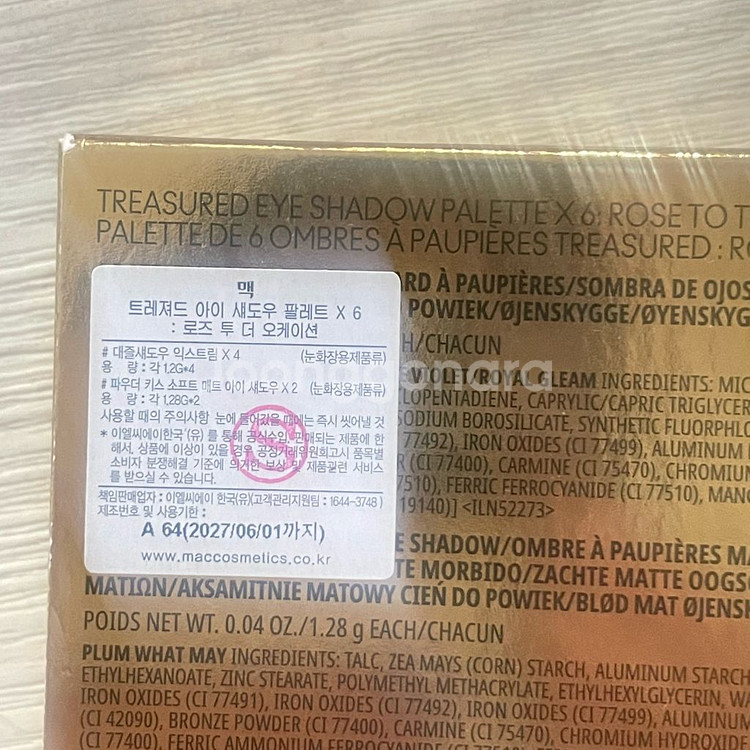 TREASURED EYE SHADOW PALETTE X 6: ROSE TO T
PALETTE DE 6 OMBRES À PAUPIÈRES TREASURED : RO
맥
트레져드 아이 섀도우 팔레트 X 6
: 로즈 투 더 오케이션
# 대즐섀도우 익스트림 X 4 (눈화장용제품류)
용 량 : 각 1.2G*4
# 파우더 키스 소프트 매트 아이 섀도우 X 2 (눈화장용제품류)
용 량 : 각 1.28G*2
사용할 때의 주의사항 눈에 들어갔을 때에는 즉시 씻어낼 것
* 이엘씨에이한국(유)를 통해 공식수입 판매되는 제품에 한
해서, 상품에 이상이 있을 경우 공정거래위원회고시 품목별
소비자 분쟁해결 기준에 의거한 보상 및 제품관련 서비스
를 받으실 수 있습니다.
책임판매업자 : 이엘씨에이 한국(유)(고객관리지원팀 : 1644-3748)
제조번호 및 사용기한 :
A 64(2027/06/01까지)
www.maccosmetics.co.kr
ARD À PAUPIÈRES/SOMBRA DE OJOS
POWIEK/ØJENSKYGGE/ØYENSKYG
H/CHACUN
VIOLET/ROYAL GLEAM INGREDIENTS: MIC
LOPENTADIENE, CAPRYLIC/CAPRIC TRIGLYCER
SODIUM BOROSILICATE, SYNTHETIC FLUORPHLO
77492), IRON OXIDES (CI 77499), ALUMINUM
ER (CI 77400), CARMINE (CI 75470), CHROMIUM
77510), FERRIC FERROCYANIDE (CI 77510), MANG
19140)] <ILN52273>
E SHADOW/OMBRE À PAUPIÈRES MA
TE MORBIDO/ZACHTE MATTE OOGS
MATIΩN/AKSAMITNIE MATOWY CIEŃ DO POWIEK/BLØD MAT ØJENS
POIDS NET WT. 0.04 OZ./1.28 g EACH/CHACUN
PLUM WHAT MAY INGREDIENTS: TALC, ZEA MAYS (CORN) STARCH, ALUMINUM STARCH
ETHYLHEXANOATE, ZINC STEARATE, POLYMETHYL METHACRYLATE, ETHYLHEXYLGLYCERIN, WA
IRON OXIDES (CI 77491), IRON OXIDES (CI 77492), IRON OXIDES (CI 77499), ALUMINUM
(CI 42090), BRONZE POWDER (CI 77400), CARMINE (CI 75470), CHROMIUM HYDROXIDE
(CI 77400), FERRIC AMMONIUM FERROCYANIDE (CI 77510)